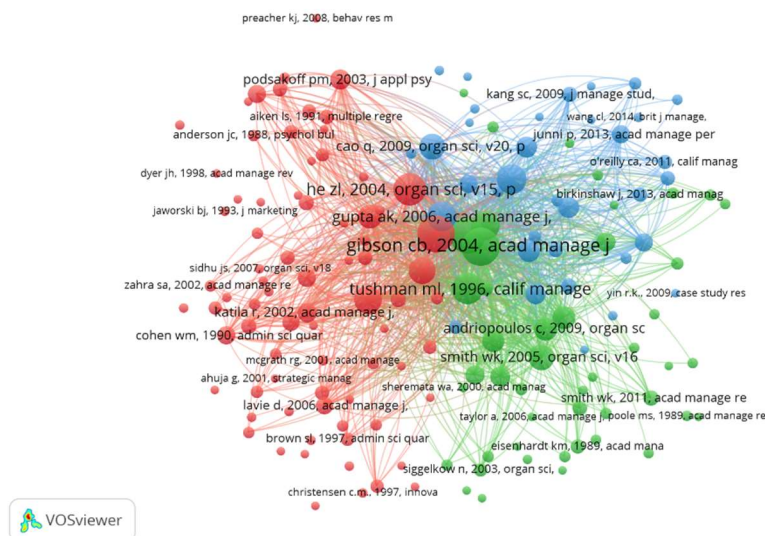 preacher kj, 2008, behav res m
podsakoff pm, 2003, j appl psy
kang sc, 2009, j manage stud,
aiken ls, 1991, multiple regre
wang cl, 2014, brit j manage,
anderson jc, 1988, psychol bul
junni p, 2013, acad manage per
cao q, 2009, organ sci, v20, p
o'reilly ca, 2011, calif manag
dyer jh, 1998, acad manage rev
he zl, 2004, organ sci, v15, p
birkinshaw j, 2013, acad manag
jaworski bj, 1993, j marketing
gupta ak, 2006, acad manage j,
gibson cb, 2004, acad manage j
sidhu js, 2007, organ sci, v18
zahra sa, 2002, acad manage re
tushman ml, 1996, calif manage
yin r.k., 2009, case study res
katila r, 2002, acad manage j,
andriopoulos c, 2009, organ sc
cohen wm, 1990, admin sci quar
mcgrath rg, 2001, acad manage
smith wk, 2005, organ sci, v16
ahuja g, 2001, strategic manag
sheremata wa, 2000, acad manag
smith wk, 2011, acad manage re
lavie d, 2006, acad manage j,
taylor a, 2006, acad manage j,
poole ms, 1989, acad manage re
brown sl, 1997, admin sci quar
eisenhardt km, 1989, acad mana
siggelkow n, 2003, organ sci,
christensen c.m., 1997, innova
VOSviewer